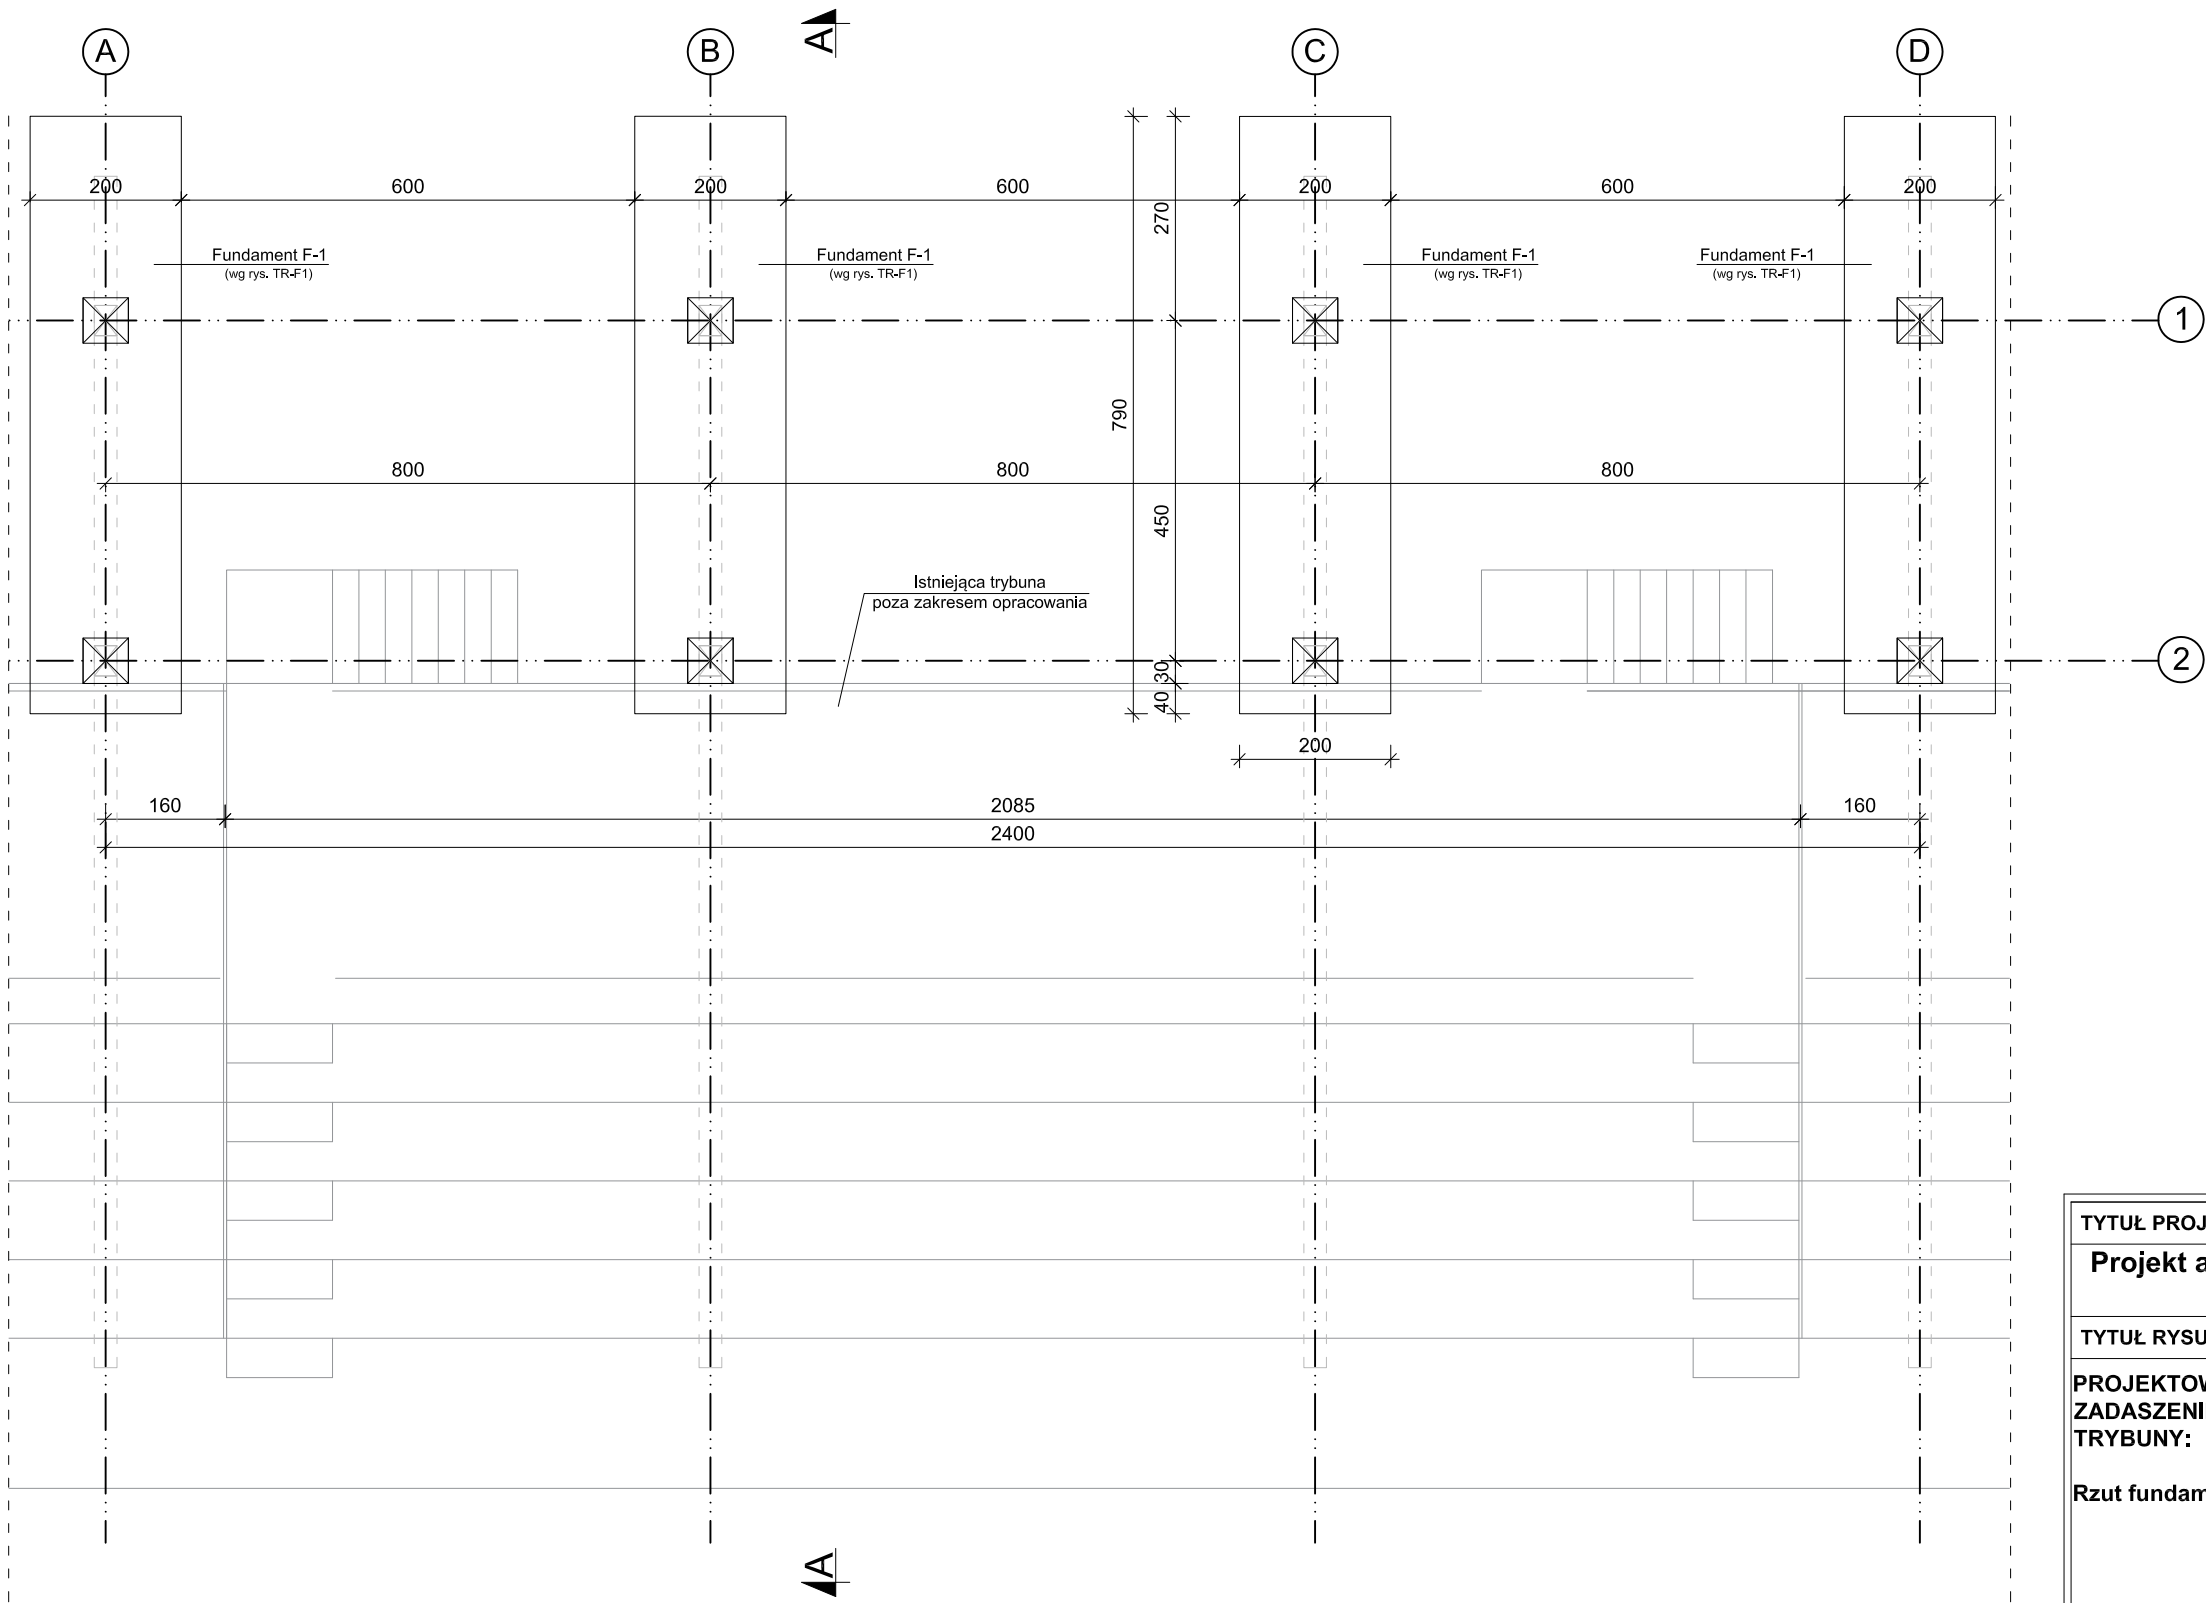 A
B
A
C
D
200
600
200
600
200
600
200
270
Fundament F-1
(wg rys. TR-F1)
Fundament F-1
(wg rys. TR-F1)
Fundament F-1
(wg rys. TR-F1)
Fundament F-1
(wg rys. TR-F1)
1
790
800
800
800
450
Istniejąca trybuna
poza zakresem opracowania
2
30
40
200
160
2085
160
2400
TYTUŁ PROJ
Projekt a
TYTUŁ RYSU
PROJEKTOW
ZADASZENI
TRYBUNY:
Rzut fundam
A